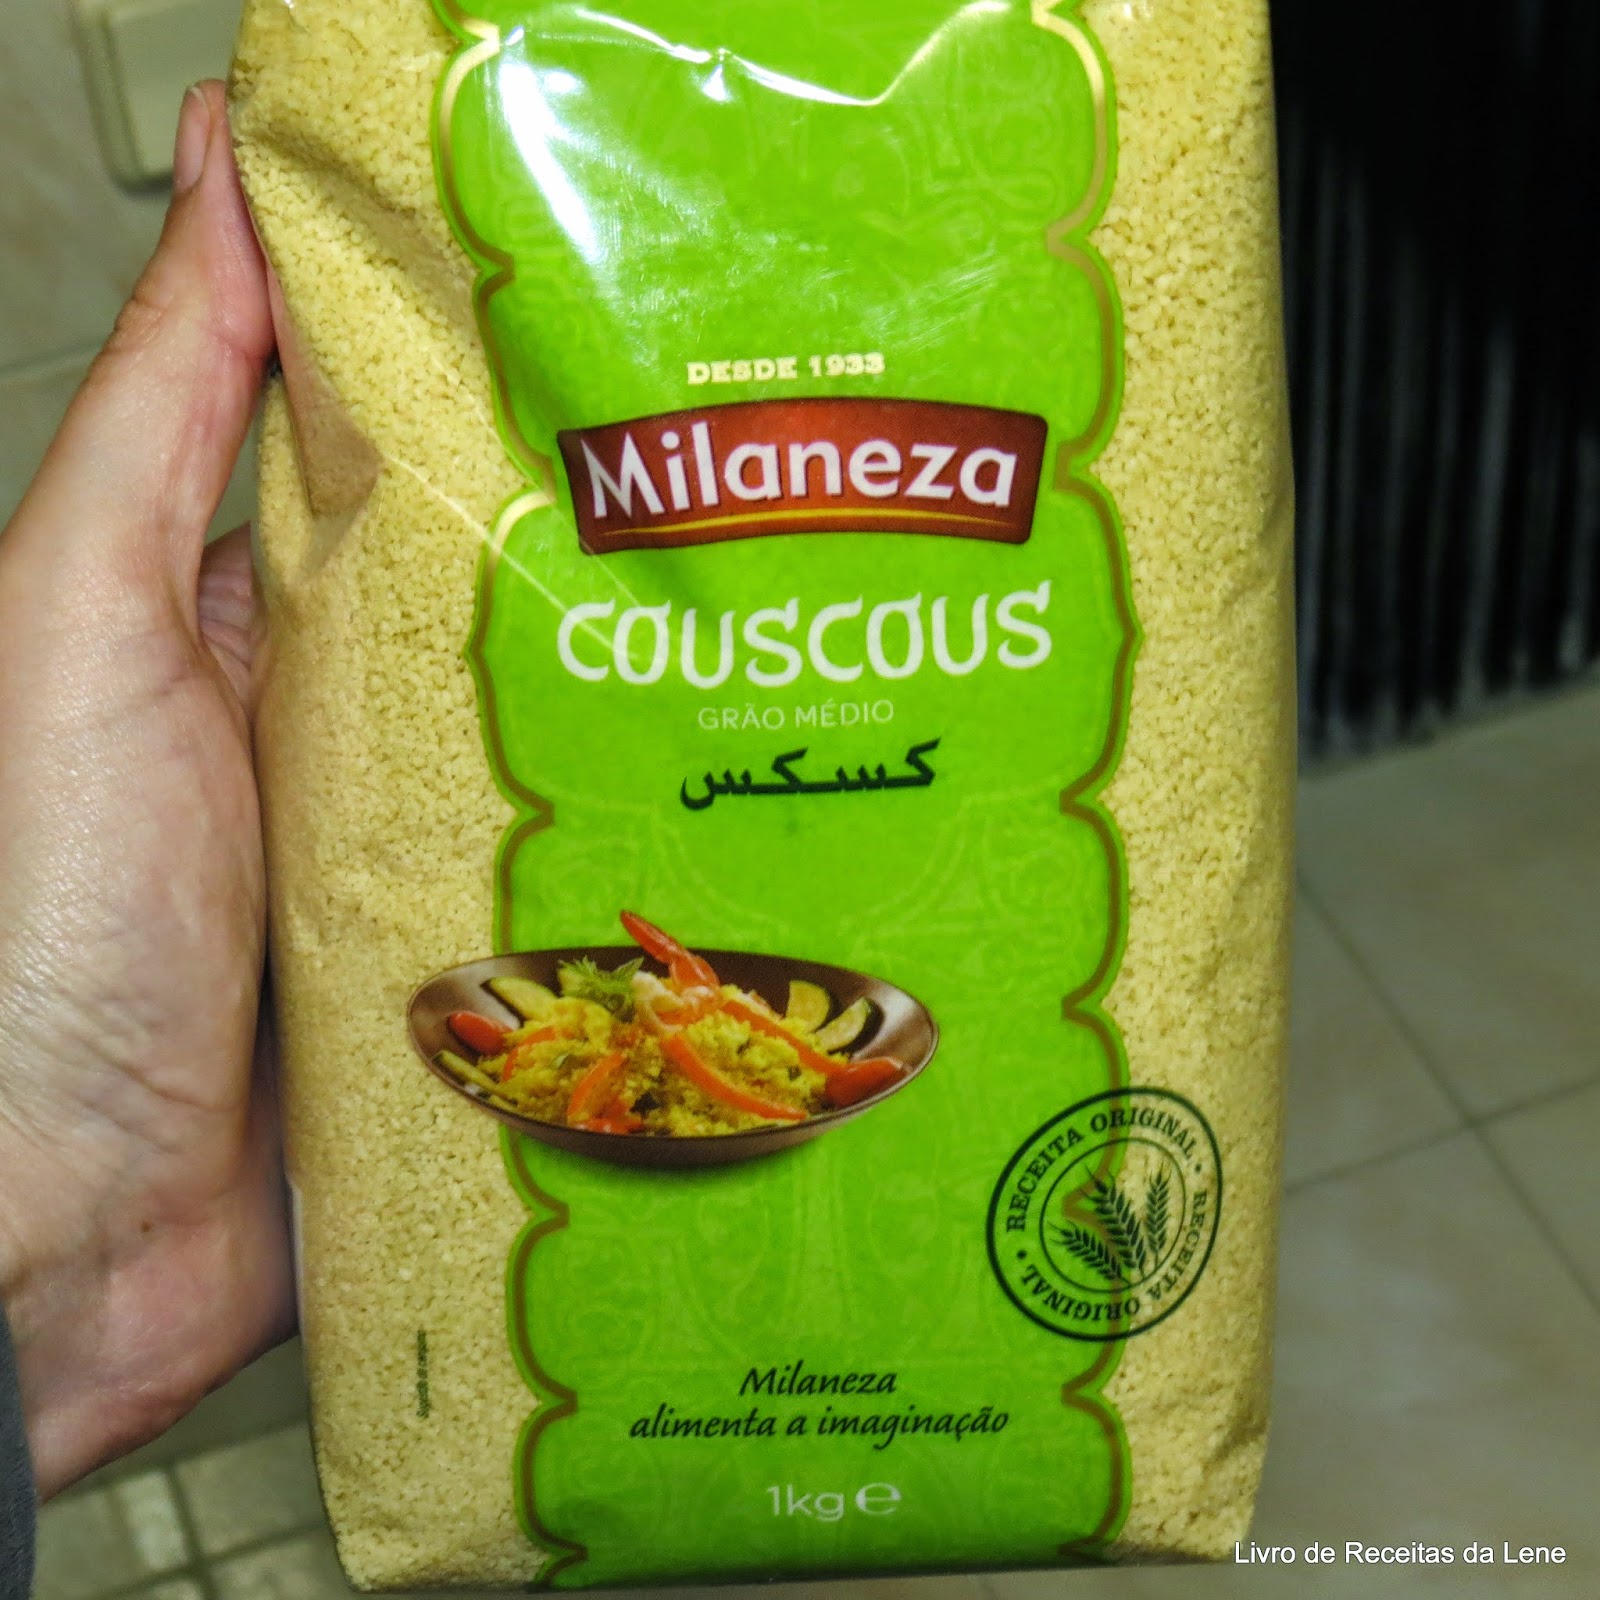 DESDE 1933
Milaneza
COUSCOUS
GRÃO MÉDIO
كسكس
RECEITA ORIGINAL • RECEITA ORIGINAL •
Milaneza
alimenta a imaginação
1kg ℮
Livro de Receitas da Lene